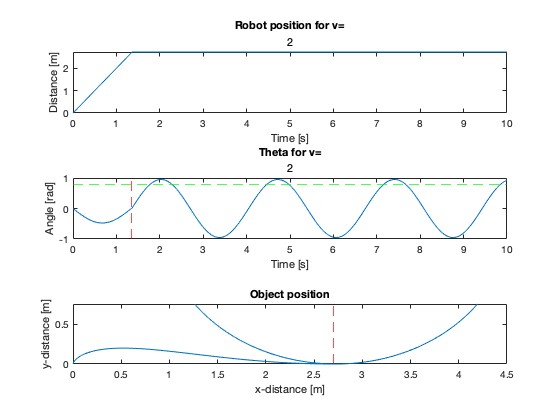 Robot position for v=
2
Distance [m]
2
1
0
0 1 2 3 4 5 6 7 8 9 10
Time [s]
Theta for v=
2
Angle [rad]
1
0
-1
0 1 2 3 4 5 6 7 8 9 10
Time [s]
Object position
y-distance [m]
0.5
0
0 0.5 1 1.5 2 2.5 3 3.5 4 4.5
x-distance [m]